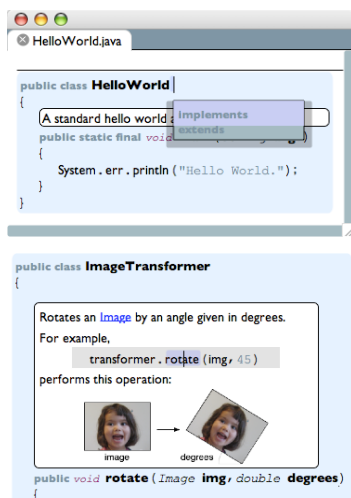 HelloWorld.java
public class HelloWorld
{
A standard hello world
implements
extends
public static final void
{
System.err.println("Hello World.");
}
}
public class ImageTransformer
{
Rotates an Image by an angle given in degrees.
For example,
transformer.rotate(img, 45)
performs this operation:
image degrees
public void rotate(Image img, double degrees)
{